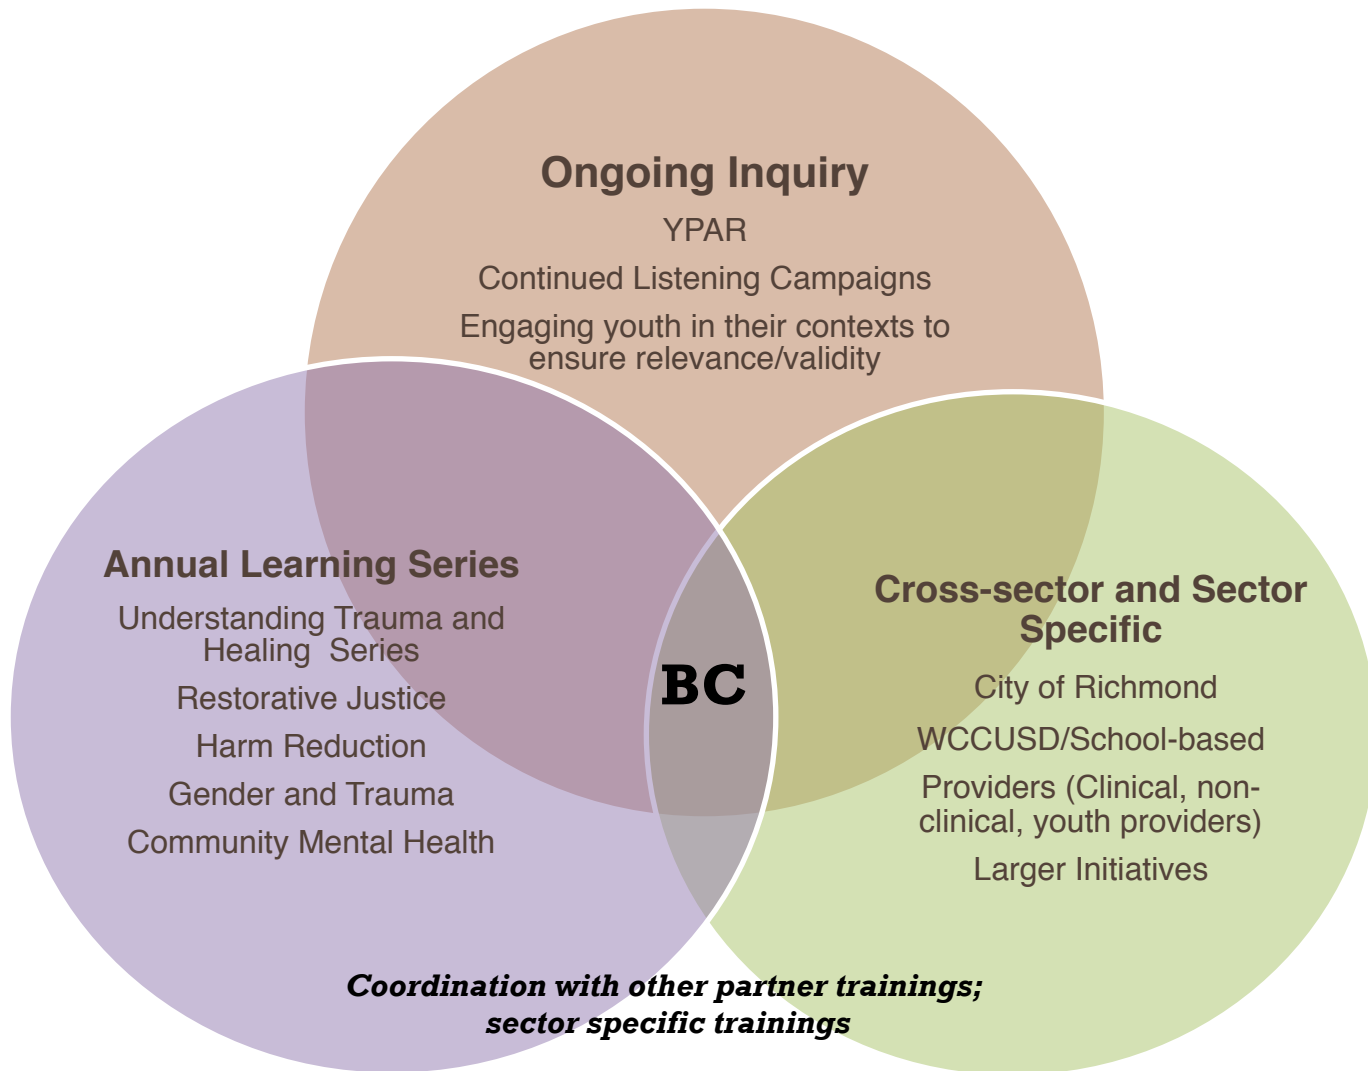 Ongoing Inquiry
YPAR
Continued Listening Campaigns
Engaging youth in their contexts to
ensure relevance/validity
Annual Learning Series
Understanding Trauma and
Healing  Series
Restorative Justice
Harm Reduction
Gender and Trauma
Community Mental Health
BC
Cross-sector and Sector
Specific
City of Richmond
WCCUSD/School-based
Providers (Clinical, non-
clinical, youth providers)
Larger Initiatives
Coordination with other partner trainings;
sector specific trainings